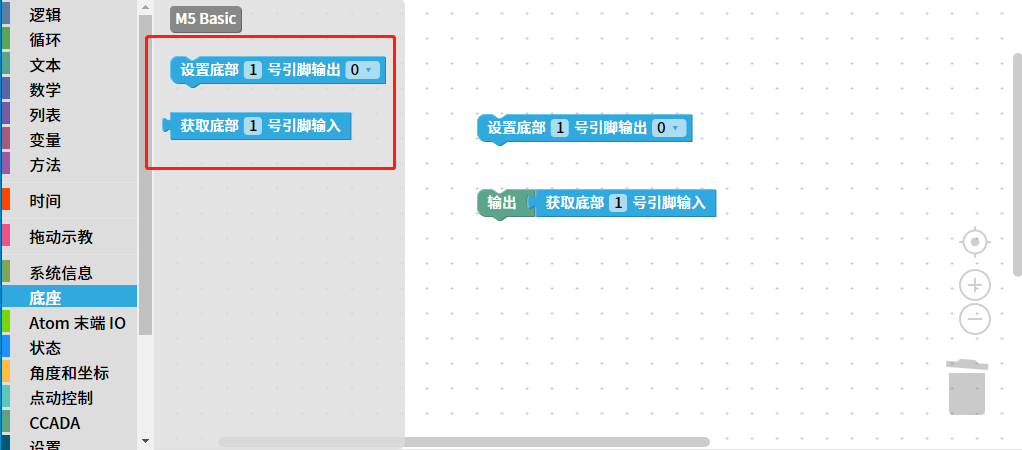 逻辑
循环
文本
数学
列表
变量
方法
时间
拖动示教
系统信息
底座
Atom 末端 IO
状态
角度和坐标
点动控制
CCADA
设置
M5 Basic
设置底部 1 号引脚输出 0
获取底部 1 号引脚输入
设置底部 1 号引脚输出 0
输出 获取底部 1 号引脚输入